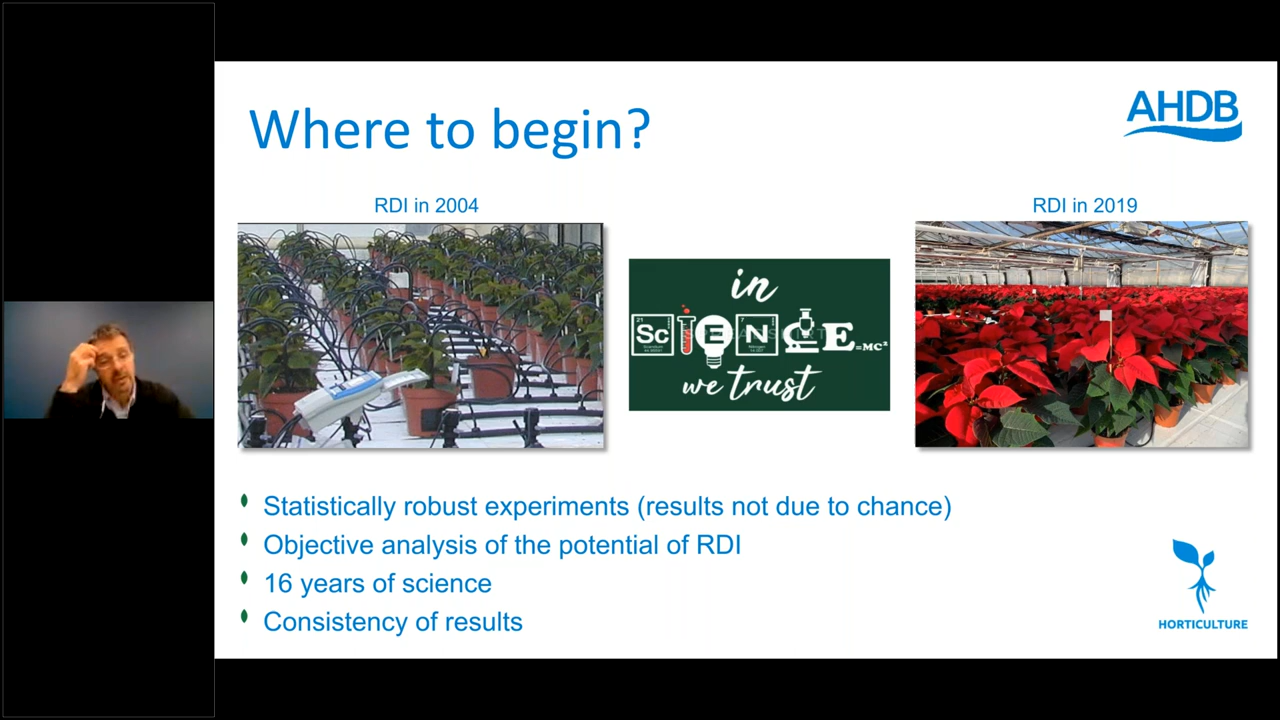 Where to begin?
AHDB
RDI in 2004
RDI in 2019
in
21
7
ScIENCE=MC²
we trust
Statistically robust experiments (results not due to chance)
Objective analysis of the potential of RDI
16 years of science
Consistency of results
HORTICULTURE